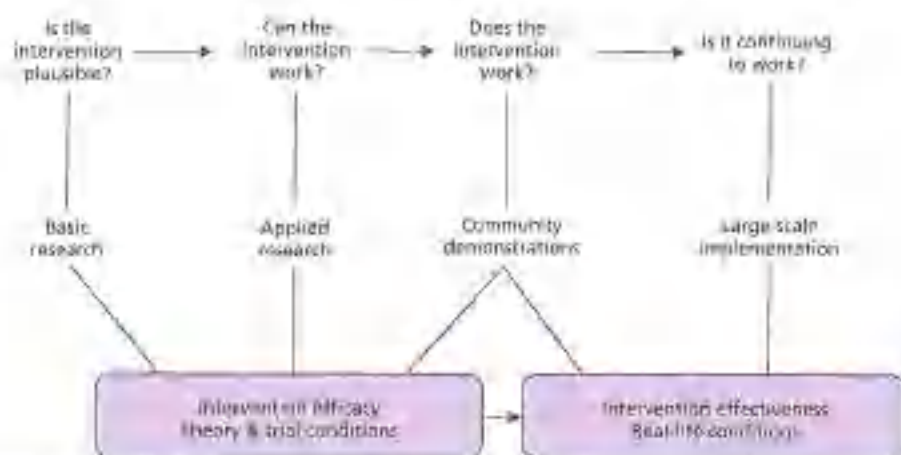 Is the
intervention
plausible?
Can the
intervention
work?
Does the
intervention
work?
Is it continuing
to work?
Basic
research
Applied
research
Community
demonstrations
Large scale
implementation
Intervention efficacy
Theory & trial conditions
Intervention effectiveness
Real-life conditions